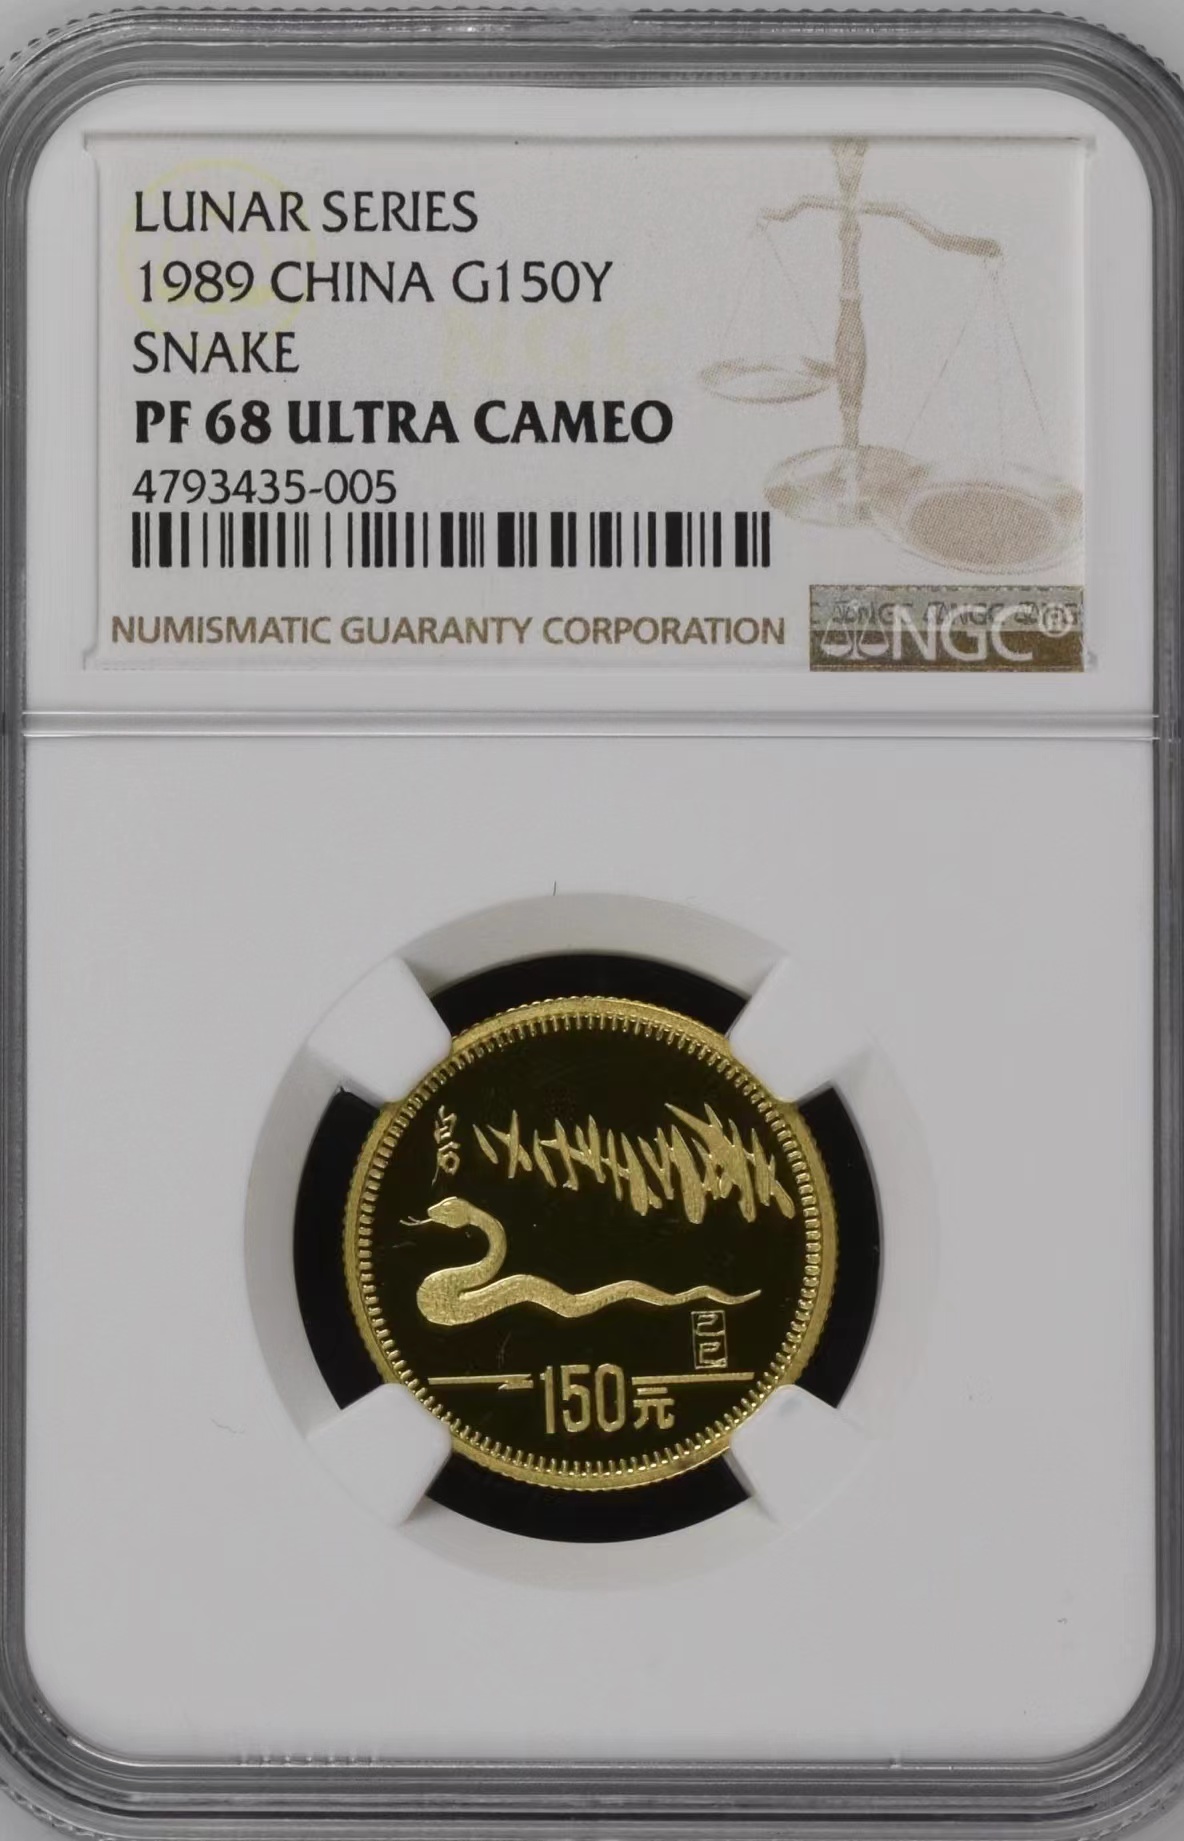 LUNAR SERIES
1989 CHINA G150Y
SNAKE
PF 68 ULTRA CAMEO
4793435-005
NUMISMATIC GUARANTY CORPORATION
NGC®
己巳
150元